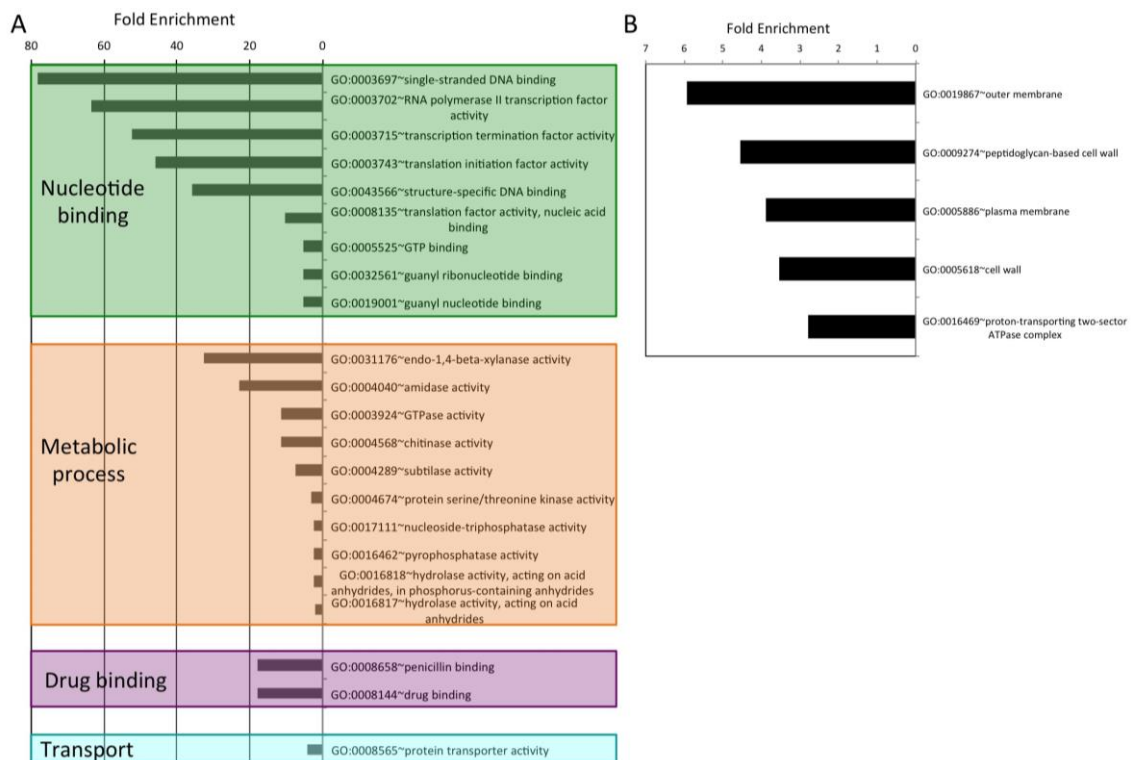 A
Fold Enrichment
80 60 40 20 0
Nucleotide
binding
GO:0003697~single-stranded DNA binding
GO:0003702~RNA polymerase II transcription factor
activity
GO:0003715~transcription termination factor activity
GO:0003743~translation initiation factor activity
GO:0043566~structure-specific DNA binding
GO:0008135~translation factor activity, nucleic acid
binding
GO:0005525~GTP binding
GO:0032561~guanyl ribonucleotide binding
GO:0019001~guanyl nucleotide binding
Metabolic
process
GO:0031176~endo-1,4-beta-xylanase activity
GO:0004040~amidase activity
GO:0003924~GTPase activity
GO:0004568~chitinase activity
GO:0004289~subtilase activity
GO:0004674~protein serine/threonine kinase activity
GO:0017111~nucleoside-triphosphatase activity
GO:0016462~pyrophosphatase activity
GO:0016818~hydrolase activity, acting on acid
anhydrides, in phosphorus-containing anhydrides
GO:0016817~hydrolase activity, acting on acid
anhydrides
Drug binding
GO:0008658~penicillin binding
GO:0008144~drug binding
Transport
GO:0008565~protein transporter activity
B
Fold Enrichment
7 6 5 4 3 2 1 0
GO:0019867~outer membrane
GO:0009274~peptidoglycan-based cell wall
GO:0005886~plasma membrane
GO:0005618~cell wall
GO:0016469~proton-transporting two-sector
ATPase complex